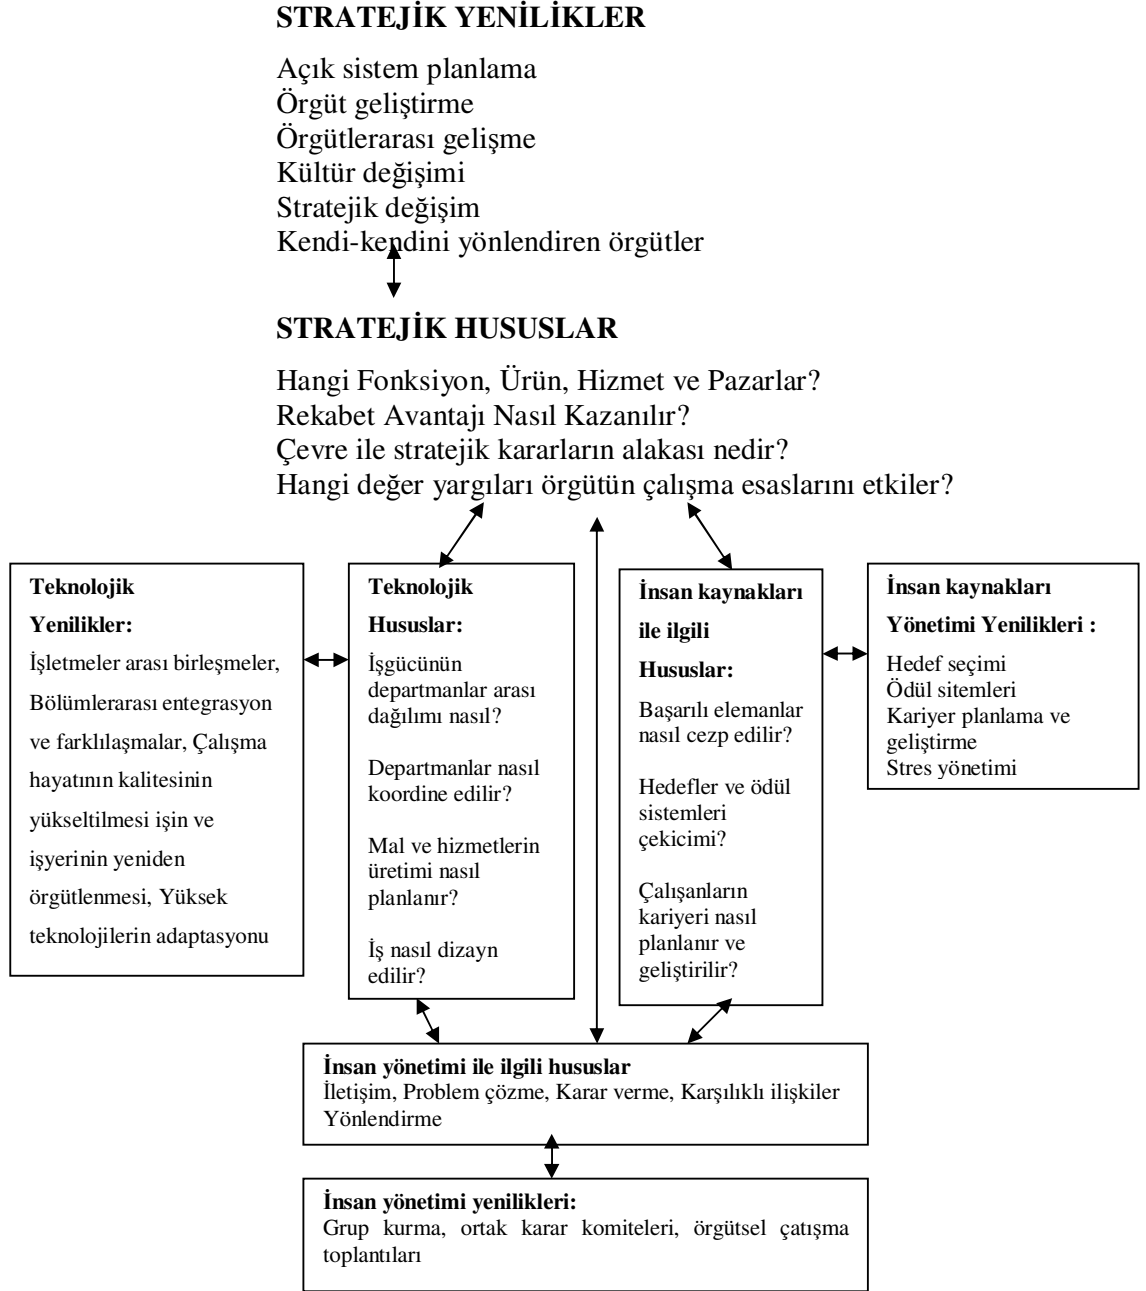 STRATEJİK YENİLİKLER
Açık sistem planlama
Örgüt geliştirme
Örgütlerarası gelişme
Kültür değişimi
Stratejik değişim
Kendi-kendini yönlendiren örgütler
STRATEJİK HUSUSLAR
Hangi Fonksiyon, Ürün, Hizmet ve Pazarlar?
Rekabet Avantajı Nasıl Kazanılır?
Çevre ile stratejik kararların alakası nedir?
Hangi değer yargıları örgütün çalışma esaslarını etkiler?
Teknolojik
Yenilikler:
İşletmeler arası birleşmeler,
Bölümlerarası entegrasyon
ve farklılaşmalar, Çalışma
hayatının kalitesinin
yükseltilmesi işin ve
işyerinin yeniden
örgütlenmesi, Yüksek
teknolojilerin adaptasyonu
Teknolojik
Hususlar:
İşgücünün
departmanlar arası
dağılımı nasıl?
Departmanlar nasıl
koordine edilir?
Mal ve hizmetlerin
üretimi nasıl
planlanır?
İş nasıl dizayn
edilir?
İnsan kaynakları
ile ilgili
Hususlar:
Başarılı elemanlar
nasıl cezp edilir?
Hedefler ve ödül
sistemleri
çekicimi?
Çalışanların
kariyeri nasıl
planlanır ve
geliştirilir?
İnsan kaynakları
Yönetimi Yenilikleri :
Hedef seçimi
Ödül sitemleri
Kariyer planlama ve
geliştirme
Stres yönetimi
İnsan yönetimi ile ilgili hususlar
İletişim, Problem çözme, Karar verme, Karşılıklı ilişkiler
Yönlendirme
İnsan yönetimi yenilikleri:
Grup kurma, ortak karar komiteleri, örgütsel çatışma
toplantıları